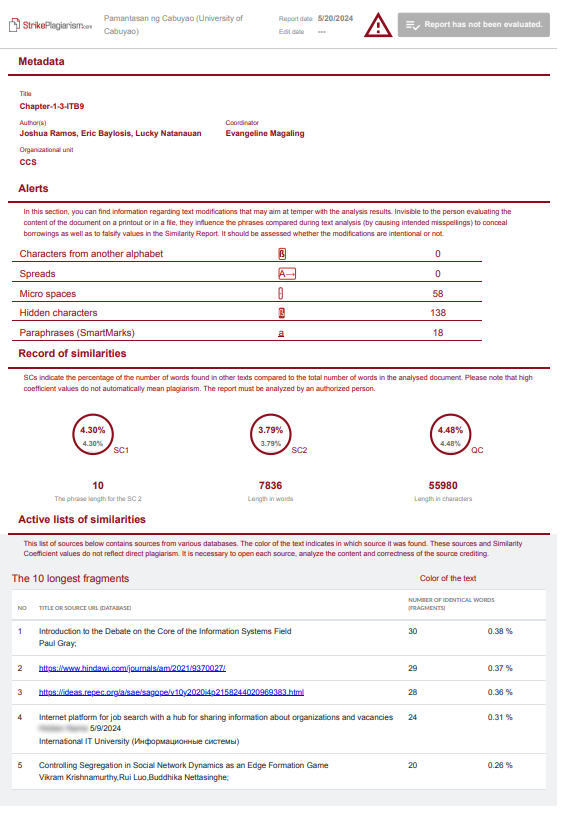 StrikePlagiarism.com
Pamantasan ng Cabuyao (University of
Cabuyao)
Report date 5/20/2024
Edit date ---
Report has not been evaluated.
Metadata
Title
Chapter-1-3-ITB9
Author(s)
Coordinator
Joshua Ramos, Eric Baylosis, Lucky Natanauan
Evangeline Magaling
Organizational unit
CCS
Alerts
In this section, you can find information regarding text modifications that may aim at temper with the analysis results. Invisible to the person evaluating the
content of the document on a printout or in a file, they influence the phrases compared during text analysis (by causing intended misspellings) to conceal
borrowings as well as to falsify values in the Similarity Report. It should be assessed whether the modifications are intentional or not.
Characters from another alphabet ß 0
Spreads A→ 0
Micro spaces 58
Hidden characters ß 138
Paraphrases (SmartMarks) a 18
Record of similarities
SCs indicate the percentage of the number of words found in other texts compared to the total number of words in the analysed document. Please note that high
coefficient values do not automatically mean plagiarism. The report must be analyzed by an authorized person.
4.30%
4.30%
SC1
3.79%
3.79%
SC2
4.48%
4.48%
QC
10
The phrase length for the SC 2
7836
Length in words
55980
Length in characters
Active lists of similarities
This list of sources below contains sources from various databases. The color of the text indicates in which source it was found. These sources and Similarity
Coefficient values do not reflect direct plagiarism. It is necessary to open each source, analyze the content and correctness of the source crediting.
The 10 longest fragments
Color of the text
NO TITLE OR SOURCE URL (DATABASE) NUMBER OF IDENTICAL WORDS
(FRAGMENTS)
1 Introduction to the Debate on the Core of the Information Systems Field 30 0.38 %
Paul Gray;
2 https://www.hindawi.com/journals/am/2021/9370027/ 29 0.37 %
3 https://ideas.repec.org/a/sae/sagope/v10y2020i4p2158244020969383.html 28 0.36 %
4 Internet platform for job search with a hub for sharing information about organizations and vacancies 24 0.31 %
5/9/2024
International IT University (Информационные системы)
5 Controlling Segregation in Social Network Dynamics as an Edge Formation Game 20 0.26 %
Vikram Krishnamurthy,Rui Luo,Buddhika Nettasinghe;